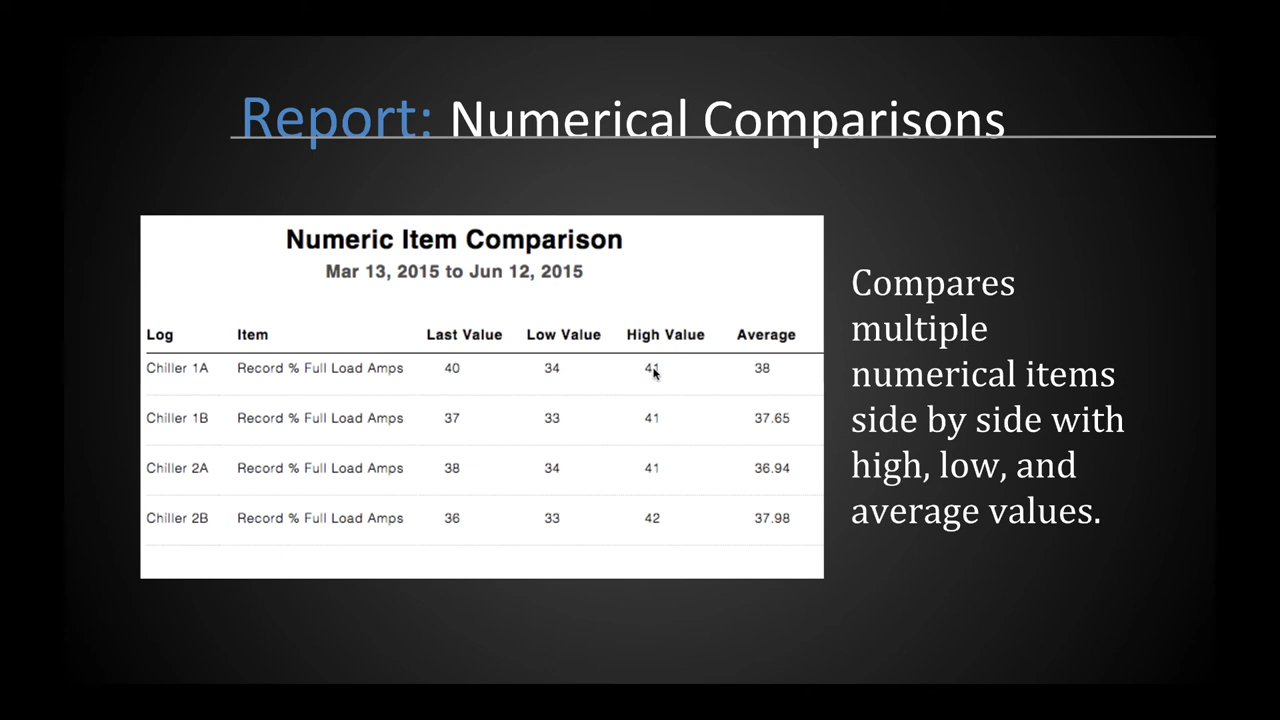 Report: Numerical Comparisons
Numeric Item Comparison
Mar 13, 2015 to Jun 12, 2015
Log Item Last Value Low Value High Value Average
Chiller 1A Record % Full Load Amps 40 34 41 38
Chiller 1B Record % Full Load Amps 37 33 41 37.65
Chiller 2A Record % Full Load Amps 38 34 41 36.94
Chiller 2B Record % Full Load Amps 36 33 42 37.98
Compares
multiple
numerical items
side by side with
high, low, and
average values.